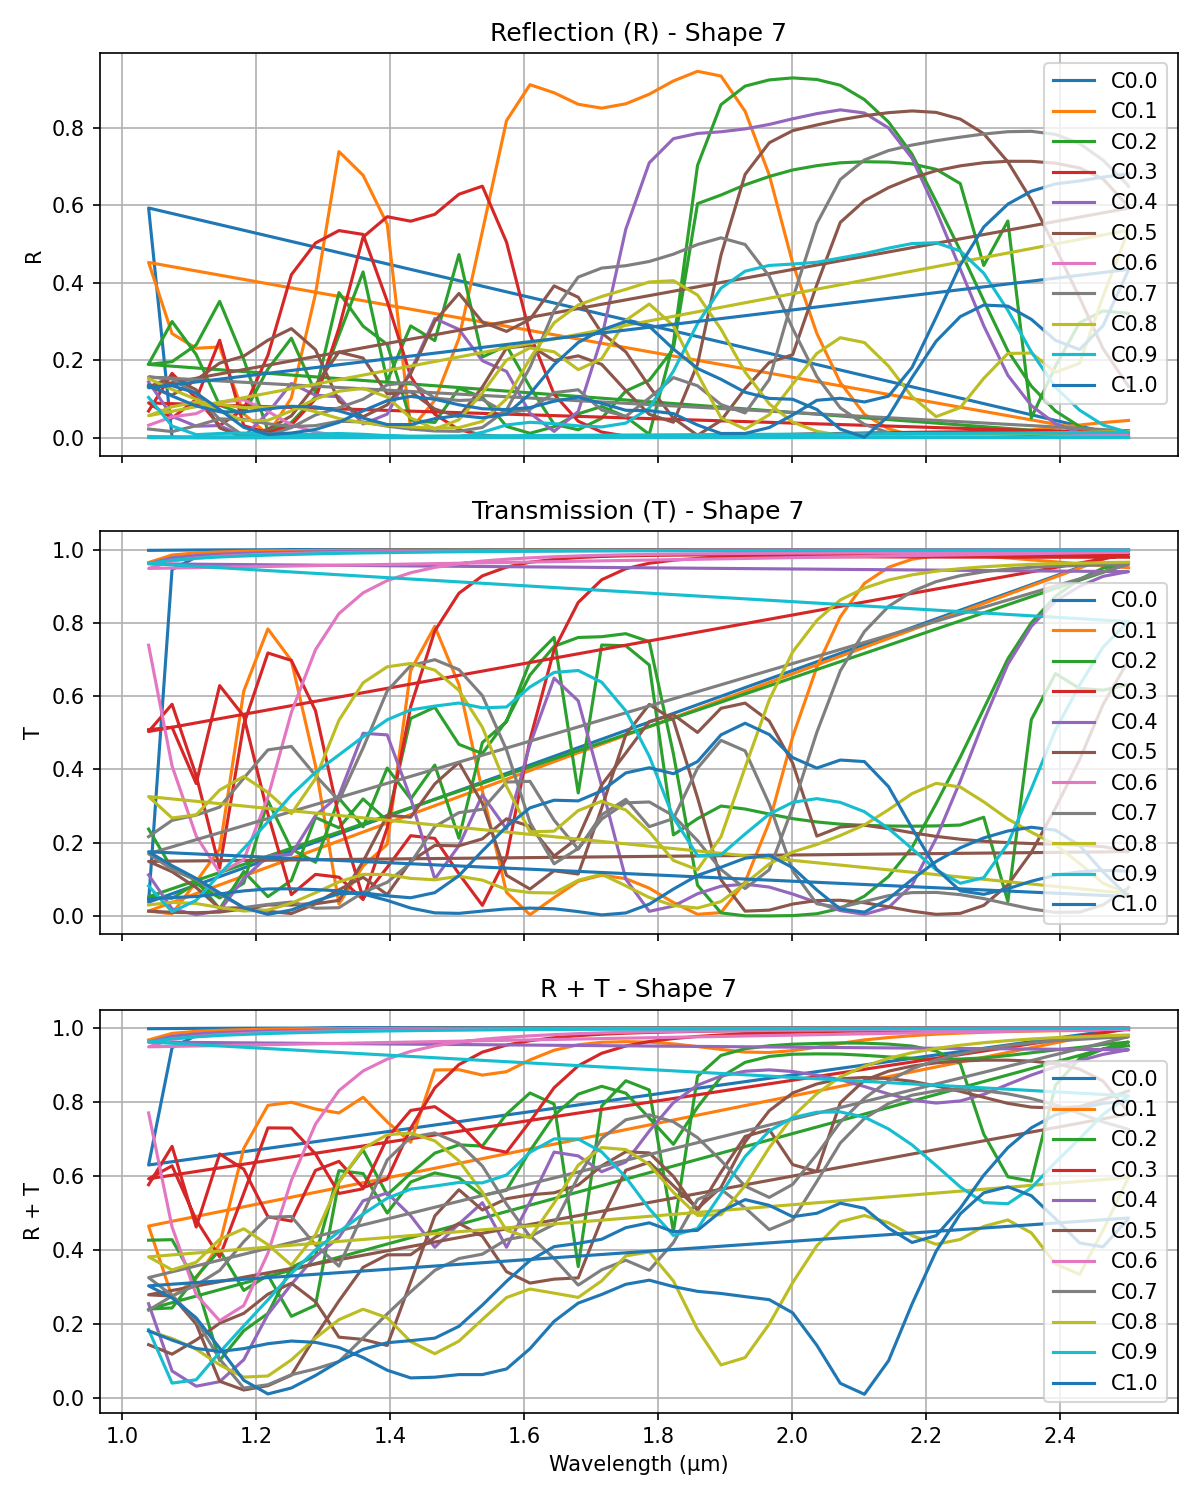 Reflection (R) - Shape 7
R
0.8
0.6
0.4
0.2
0.0
C0.0
C0.1
C0.2
C0.3
C0.4
C0.5
C0.6
C0.7
C0.8
C0.9
C1.0
Transmission (T) - Shape 7
T
1.0
0.8
0.6
0.4
0.2
0.0
C0.0
C0.1
C0.2
C0.3
C0.4
C0.5
C0.6
C0.7
C0.8
C0.9
C1.0
R + T - Shape 7
R + T
1.0
0.8
0.6
0.4
0.2
0.0
C0.0
C0.1
C0.2
C0.3
C0.4
C0.5
C0.6
C0.7
C0.8
C0.9
C1.0
1.0 1.2 1.4 1.6 1.8 2.0 2.2 2.4
Wavelength (μm)